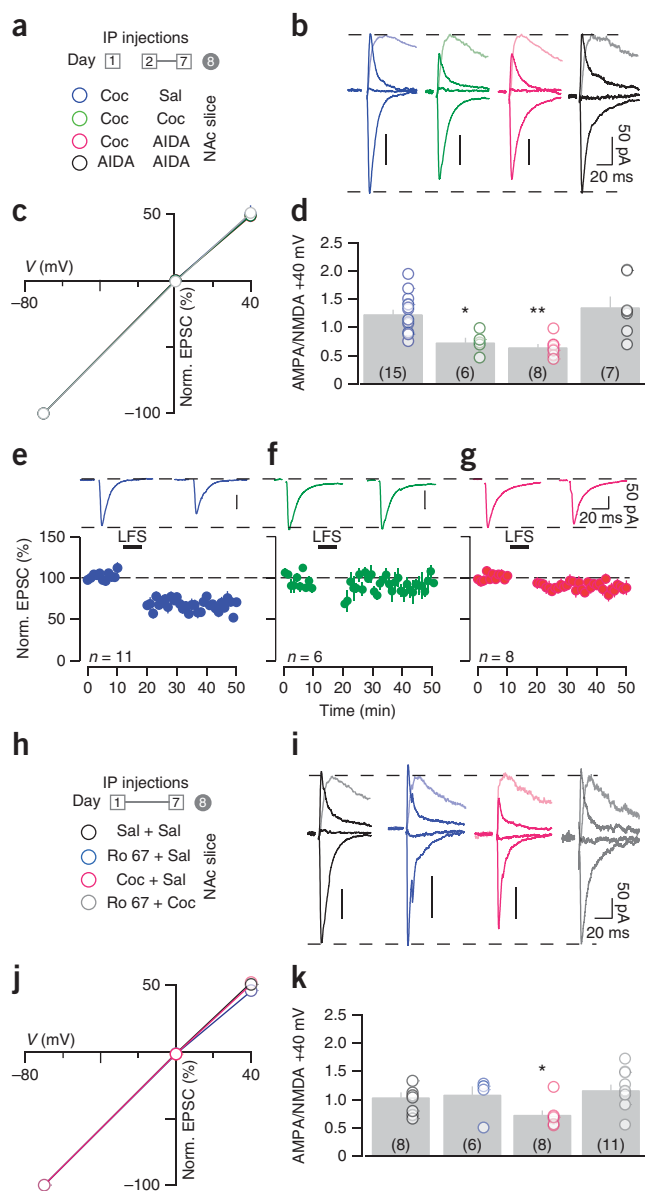 a
IP injections
Day 1 2 7 8
Coc Sal
Coc Coc
Coc AIDA
AIDA AIDA
NAc slice
b
50 pA
20 ms
c
50
V (mV)
−80
40
Norm. EPSC (%)
−100
d
AMPA/NMDA +40 mV
2.5
2.0
1.5
1.0
0.5
0
* **
(15) (6) (8) (7)
e
f
g
50 pA
20 ms
LFS LFS LFS
Norm. EPSC (%)
150
100
50
0
n = 11 n = 6 n = 8
0 10 20 30 40 50 0 10 20 30 40 50 0 10 20 30 40 50
Time (min)
h
IP injections
Day 1 7 8
Sal + Sal
Ro 67 + Sal
Coc + Sal
Ro 67 + Coc
NAc slice
i
50 pA
20 ms
j
50
V (mV)
−80
40
Norm. EPSC (%)
−100
k
AMPA/NMDA +40 mV
2.5
2.0
1.5
1.0
0.5
0
*
(8) (6) (8) (11)